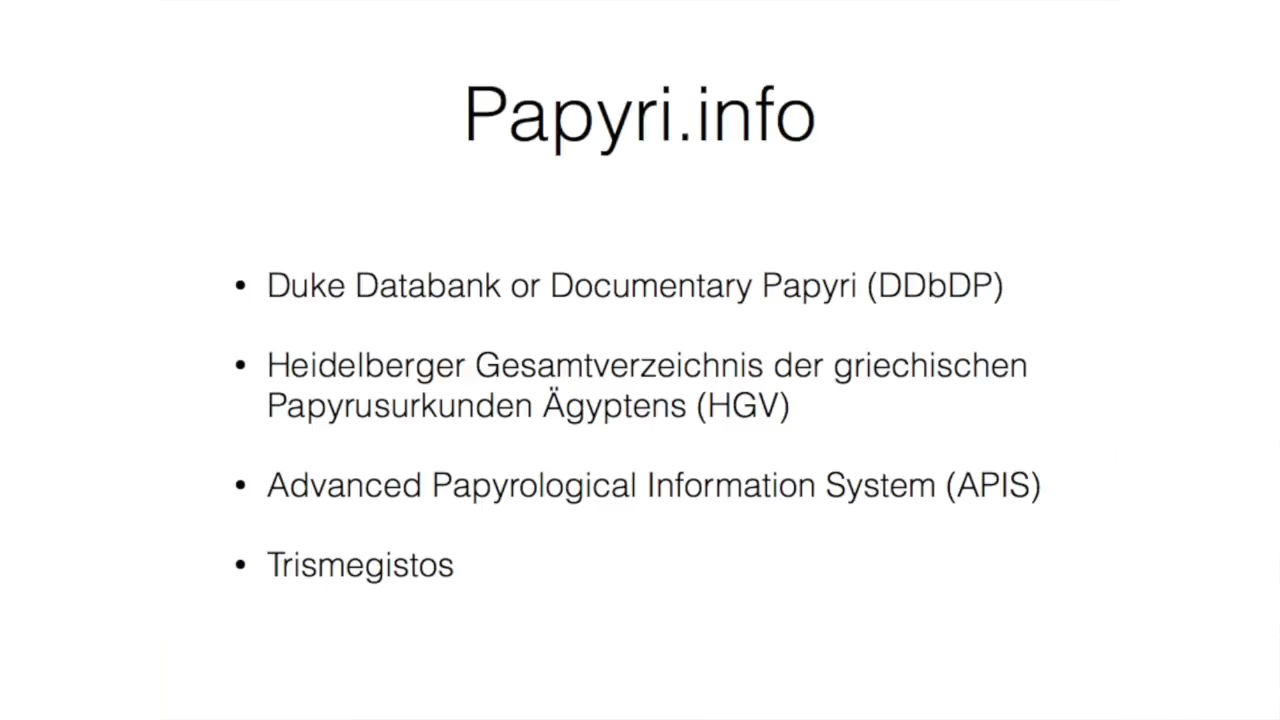 Papyri.info
• Duke Databank or Documentary Papyri (DDbDP)
• Heidelberger Gesamtverzeichnis der griechischen
Papyrusurkunden Ägyptens (HGV)
• Advanced Papyrological Information System (APIS)
• Trismegistos